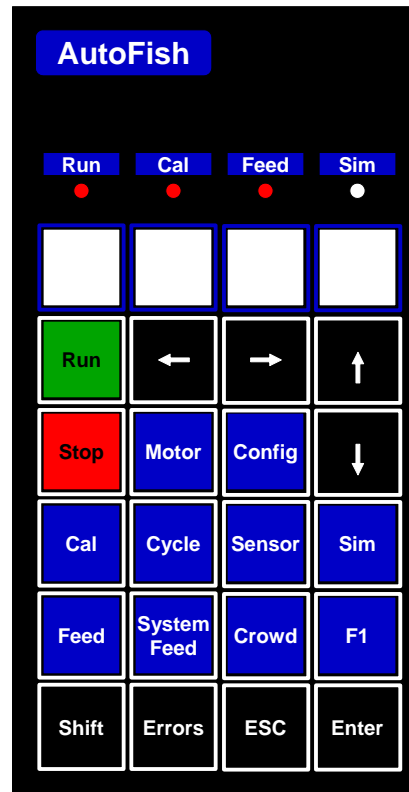 AutoFish
Run Cal Feed Sim
Run
Stop Motor Config
Cal Cycle Sensor Sim
Feed System Feed Crowd F1
Shift Errors ESC Enter